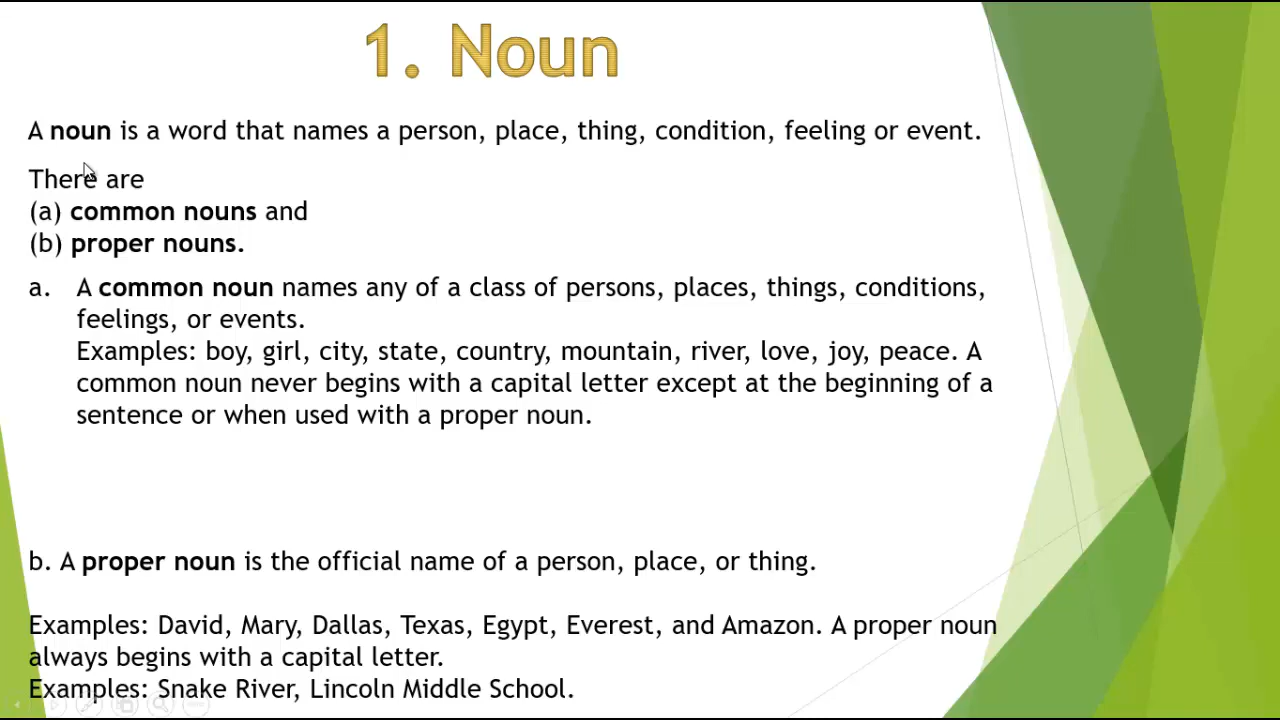 1. Noun
A noun is a word that names a person, place, thing, condition, feeling or event.
There are
(a) common nouns and
(b) proper nouns.
a. A common noun names any of a class of persons, places, things, conditions,
feelings, or events.
Examples: boy, girl, city, state, country, mountain, river, love, joy, peace. A
common noun never begins with a capital letter except at the beginning of a
sentence or when used with a proper noun.
b. A proper noun is the official name of a person, place, or thing.
Examples: David, Mary, Dallas, Texas, Egypt, Everest, and Amazon. A proper noun
always begins with a capital letter.
Examples: Snake River, Lincoln Middle School.